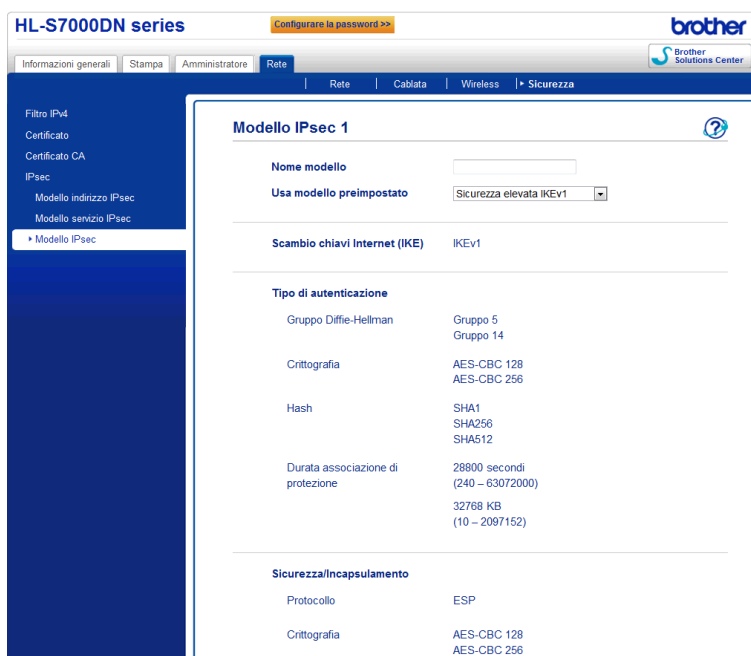 HL-S7000DN series
Configurare la password >>
brother
Informazioni generali
Stampa
Amministratore
Rete
Brother
Solutions Center
Rete
Cablata
Wireless
Sicurezza
Filtro IPv4
Certificato
Certificato CA
IPsec
Modello indirizzo IPsec
Modello servizio IPsec
Modello IPsec
Modello IPsec 1
?
Nome modello
Usa modello preimpostato Sicurezza elevata IKEv1
Scambio chiavi Internet (IKE) IKEv1
Tipo di autenticazione
Gruppo Diffie-Hellman Gruppo 5
Gruppo 14
Crittografia AES-CBC 128
AES-CBC 256
Hash SHA1
SHA256
SHA512
Durata associazione di 28800 secondi
protezione (240 – 63072000)
32768 KB
(10 – 2097152)
Sicurezza/Incapsulamento
Protocollo ESP
Crittografia AES-CBC 128
AES-CBC 256